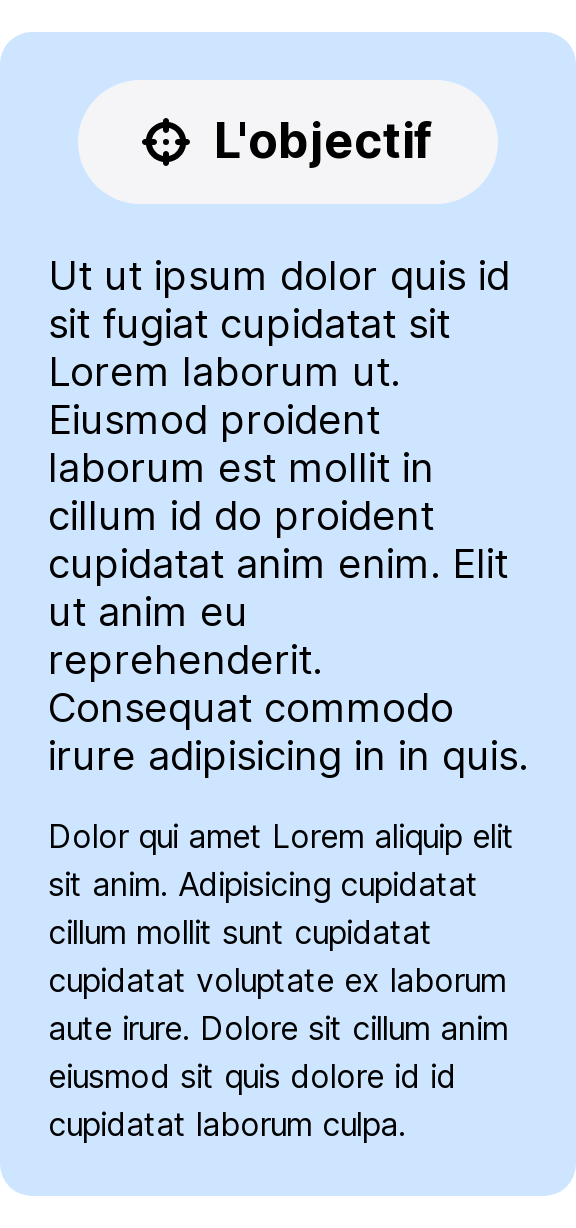 L'objectif
Ut ut ipsum dolor quis id
sit fugiat cupidatat sit
Lorem laborum ut.
Eiusmod proident
laborum est mollit in
cillum id do proident
cupidatat anim enim. Elit
ut anim eu
reprehenderit.
Consequat commodo
irure adipisicing in in quis.
Dolor qui amet Lorem aliquip elit
sit anim. Adipisicing cupidatat
cillum mollit sunt cupidatat
cupidatat voluptate ex laborum
aute irure. Dolore sit cillum anim
eiusmod sit quis dolore id id
cupidatat laborum culpa.